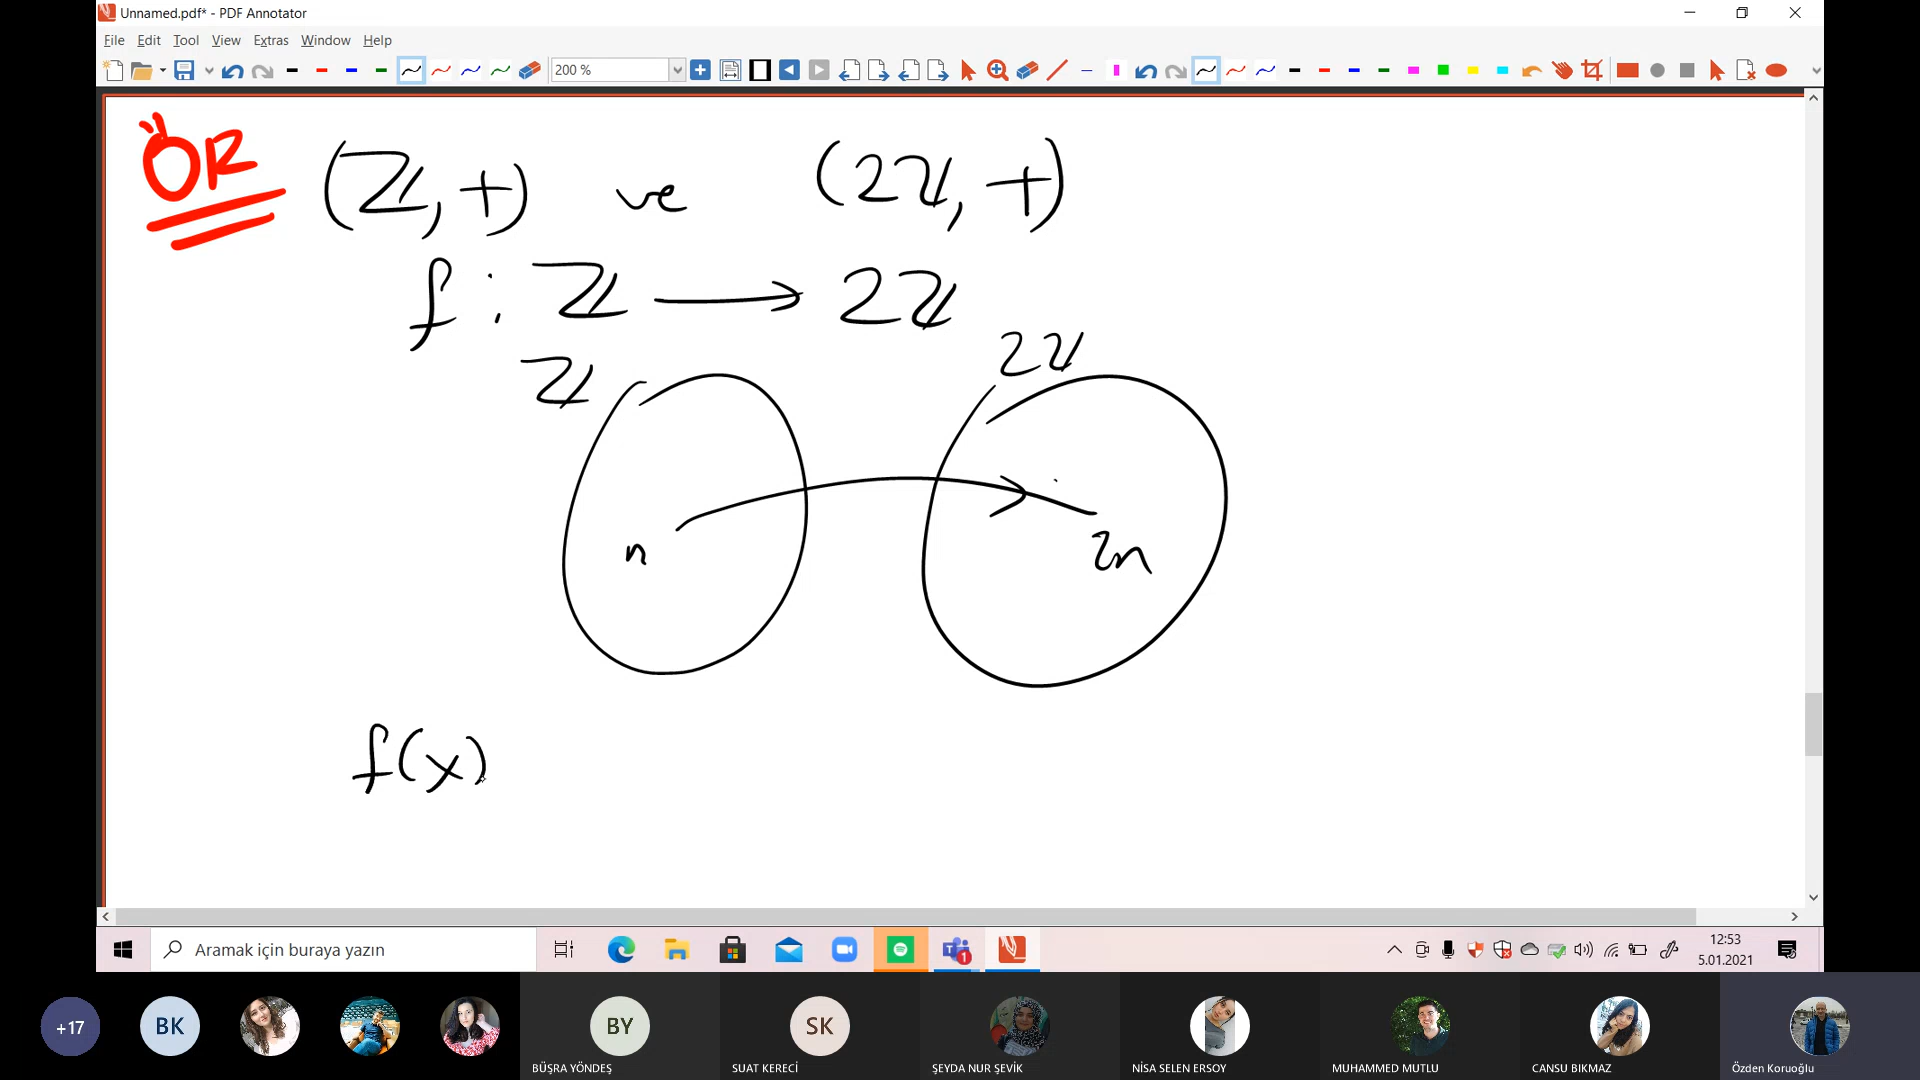 Unnamed.pdf* - PDF Annotator
File Edit Tool View Extras Window Help
200 %
ÖR (ℤ, +) ve (2ℤ, +)
f : ℤ → 2ℤ
ℤ 2ℤ
n 2n
f(x)
Aramak için buraya yazın
1
12:53
5.01.2021
+17 BK BY SK
BÜŞRA YÖNDEŞ SUAT KERECİ ŞEYDA NUR ŞEVİK NİSA SELEN ERSOY MUHAMMED MUTLU CANSU BIKMAZ Özden Koruoğlu